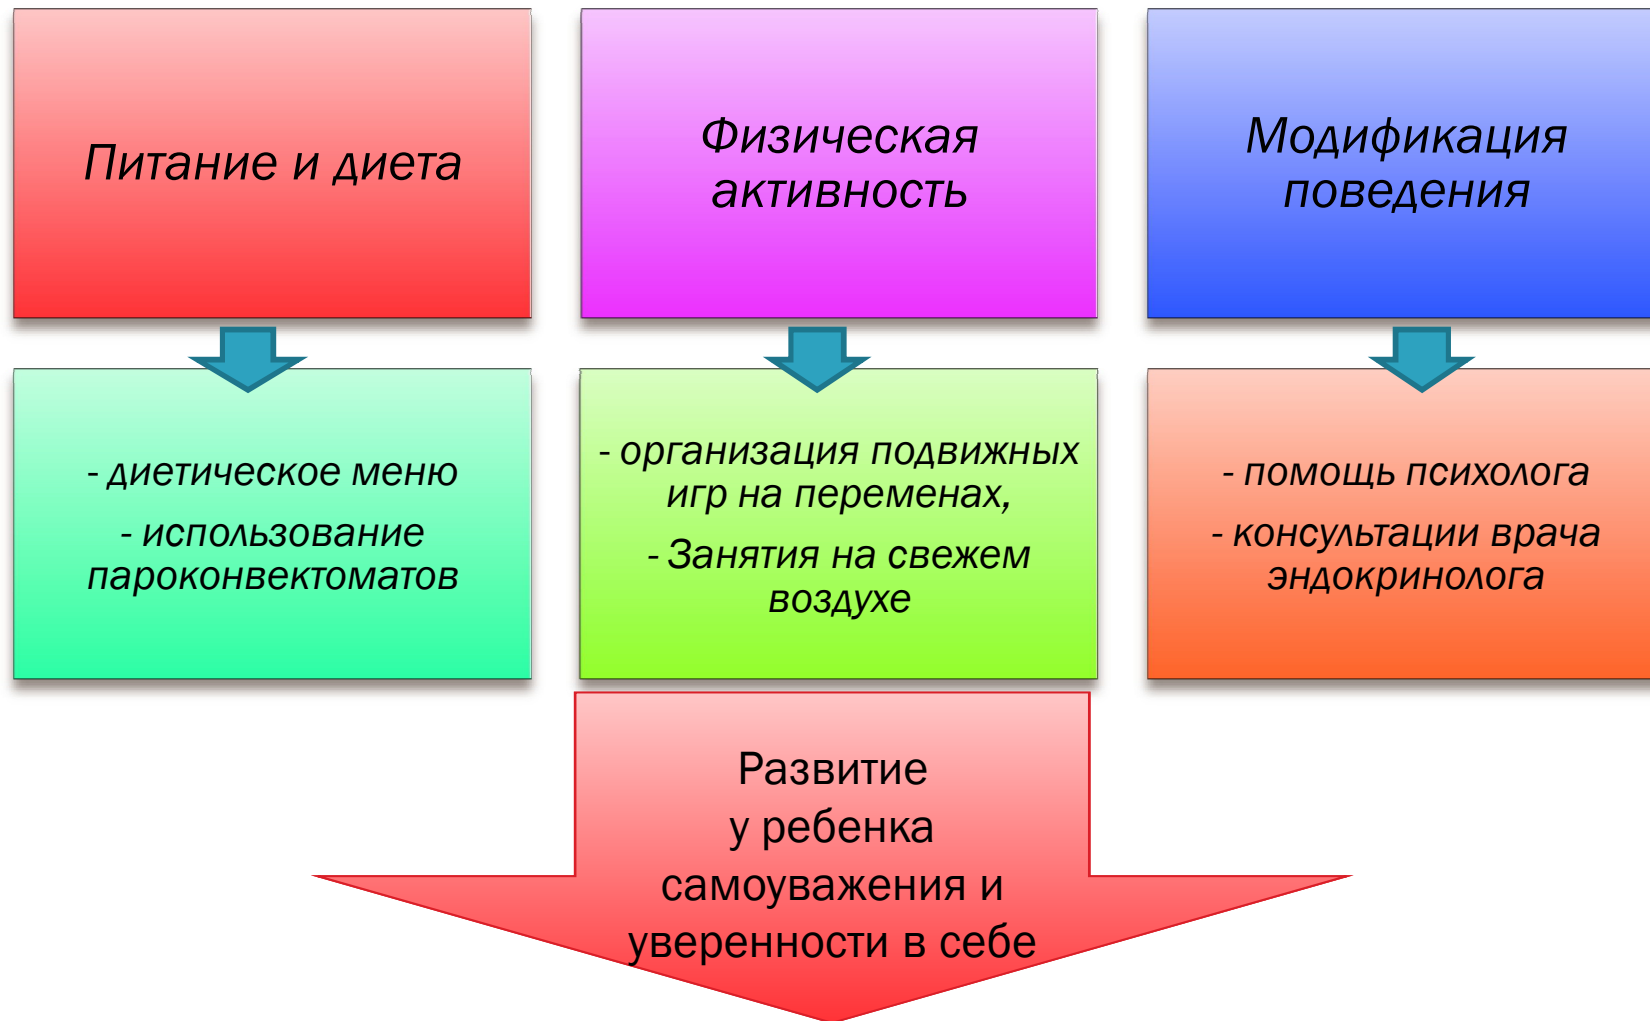 Питание и диета
Физическая
активность
Модификация
поведения
- диетическое меню
- использование
пароконвектоматов
- организация подвижных
игр на переменах,
- Занятия на свежем
воздухе
- помощь психолога
- консультации врача
эндокринолога
Развитие
у ребенка
самоуважения и
уверенности в себе